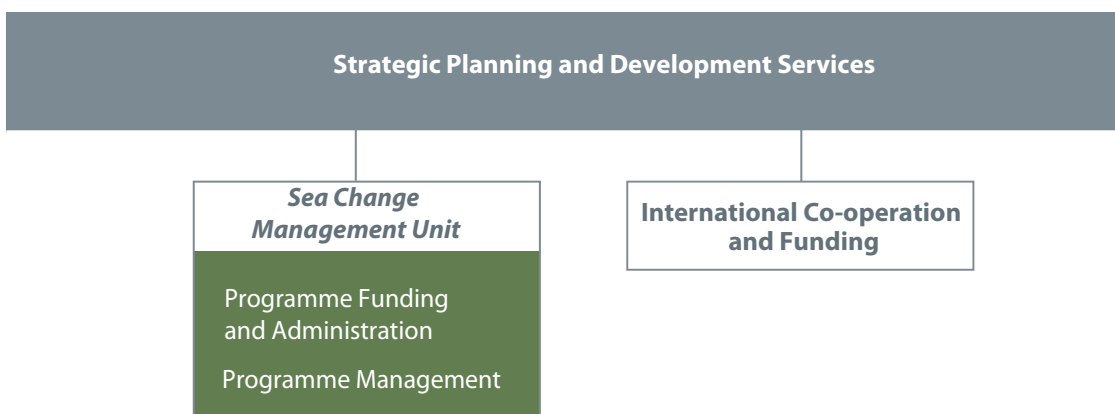 Strategic Planning and Development Services
Sea Change
Management Unit
International Co-operation
and Funding
Programme Funding
and Administration
Programme Management